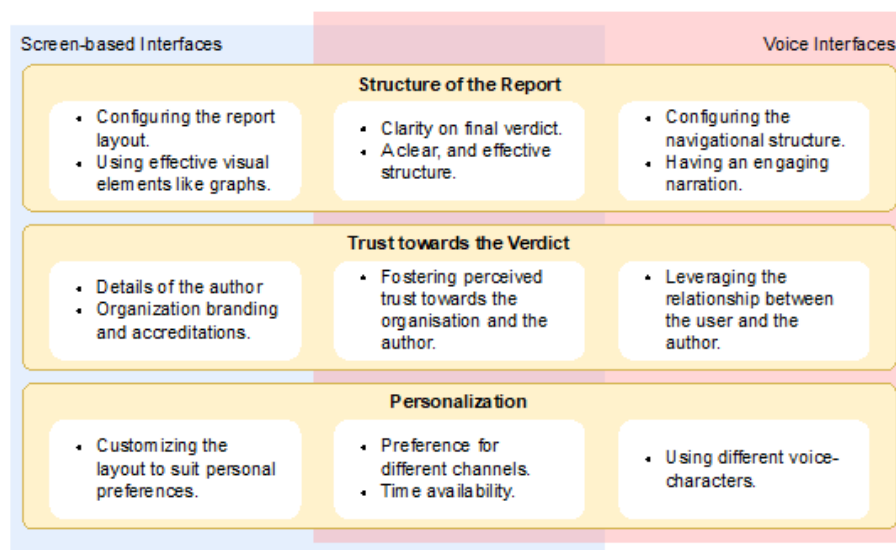 Screen-based Interfaces
Voice Interfaces
Structure of the Report
• Configuring the report
layout.
• Using effective visual
elements like graphs.
• Clarity on final verdict.
• A clear, and effective
structure.
• Configuring the
navigational structure.
• Having an engaging
narration.
Trust towards the Verdict
• Details of the author
• Organization branding
and accreditations.
• Fostering perceived
trust towards the
organisation and the
author.
• Leveraging the
relationship between
the user and the
author.
Personalization
• Customizing the
layout to suit personal
preferences.
• Preference for
different channels.
• Time availability.
• Using different voice-
characters.